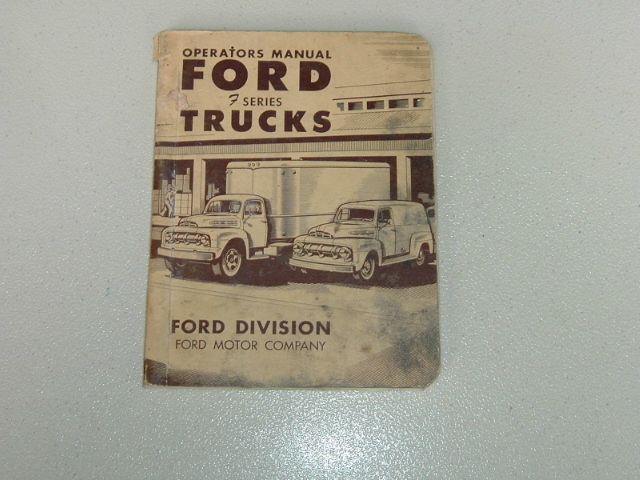 OPERATORS MANUAL
FORD
F SERIES
TRUCKS
FORD DIVISION
FORD MOTOR COMPANY